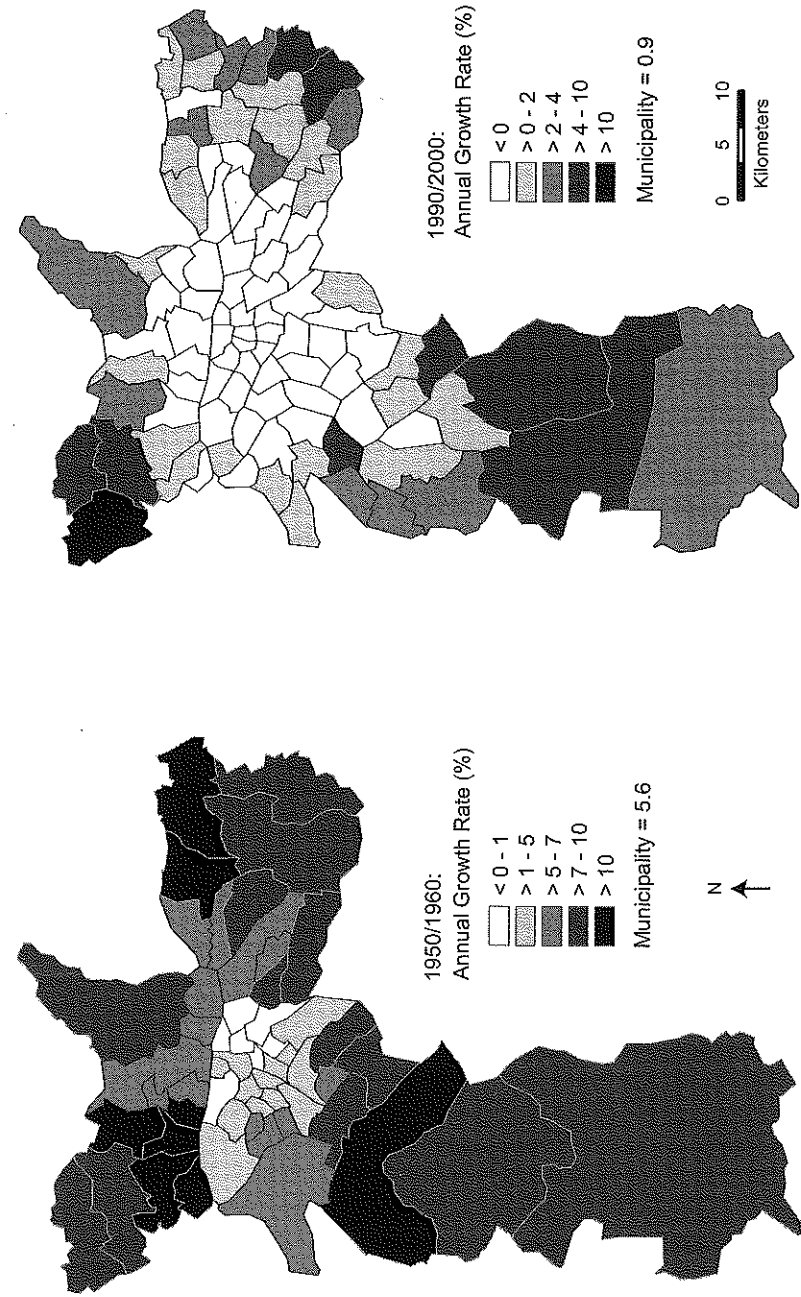 1950/1960:
Annual Growth Rate (%)
< 0 - 1
> 1 - 5
> 5 - 7
> 7 - 10
> 10
Municipality = 5.6
N
1990/2000:
Annual Growth Rate (%)
< 0
> 0 - 2
> 2 - 4
> 4 - 10
> 10
Municipality = 0.9
0 5 10
Kilometers